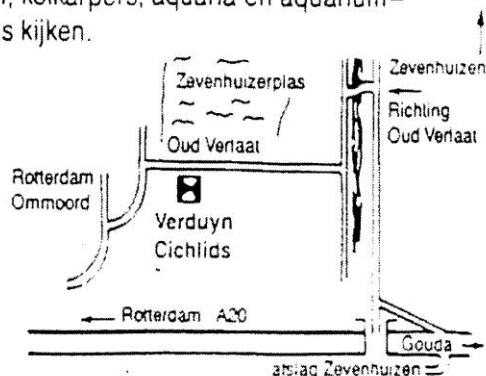 koikarpers, aquaria en aquarium-
s kijken.
Zevenhuizerplas
Zevenhuizen
Richting
Oud Verlaat
Oud Verlaat
Rotterdam
Ommoord
Verduyn
Cichlids
Rotterdam A20
Gouda
afslag Zevenhuizen